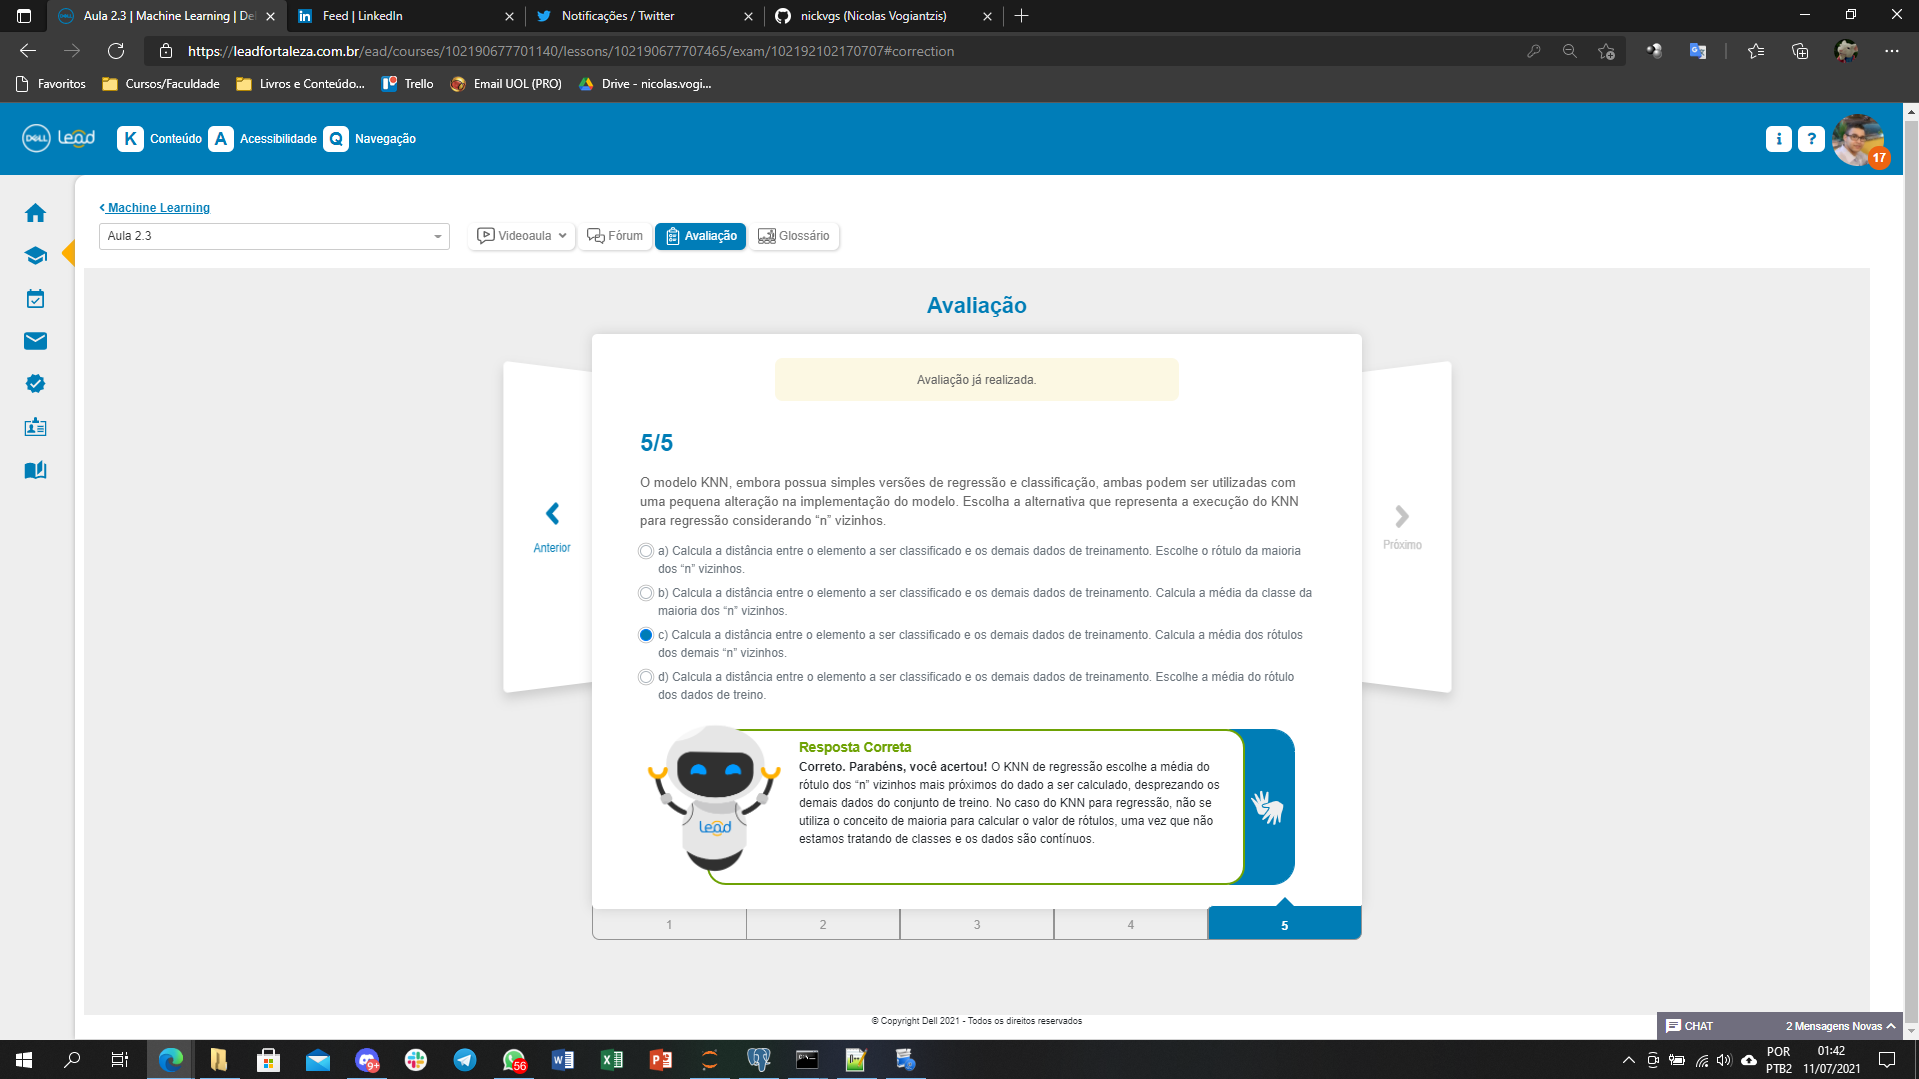 Aula 2.3 | Machine Learning | De
Feed | LinkedIn
Notificações / Twitter
nickvgs (Nicolas Vogiantzis)
https://leadfortaleza.com.br/ead/courses/102190677701140/lessons/102190677707465/exam/102192102170707#correction
Favoritos
Cursos/Faculdade
Livros e Conteúdo...
Trello
Email UOL (PRO)
Drive - nicolas.vogi...
DELL Lead
K Conteúdo A Acessibilidade Q Navegação
i ?
17
Machine Learning
Aula 2.3
Videoaula
Fórum
Avaliação
Glossário
Avaliação
Avaliação já realizada.
5/5
O modelo KNN, embora possua simples versões de regressão e classificação, ambas podem ser utilizadas com
uma pequena alteração na implementação do modelo. Escolha a alternativa que representa a execução do KNN
para regressão considerando “n” vizinhos.
Anterior
Próximo
a) Calcula a distância entre o elemento a ser classificado e os demais dados de treinamento. Escolhe o rótulo da maioria
dos “n” vizinhos.
b) Calcula a distância entre o elemento a ser classificado e os demais dados de treinamento. Calcula a média da classe da
maioria dos “n” vizinhos.
c) Calcula a distância entre o elemento a ser classificado e os demais dados de treinamento. Calcula a média dos rótulos
dos demais “n” vizinhos.
d) Calcula a distância entre o elemento a ser classificado e os demais dados de treinamento. Escolhe a média do rótulo
dos dados de treino.
Resposta Correta
Correto. Parabéns, você acertou! O KNN de regressão escolhe a média do
rótulo dos “n” vizinhos mais próximos do dado a ser calculado, desprezando os
demais dados do conjunto de treino. No caso do KNN para regressão, não se
utiliza o conceito de maioria para calcular o valor de rótulos, uma vez que não
estamos tratando de classes e os dados são contínuos.
Lead
1 2 3 4 5
© Copyright Dell 2021 - Todos os direitos reservados
CHAT
2 Mensagens Novas
9+
56
POR
PTB2
01:42
11/07/2021